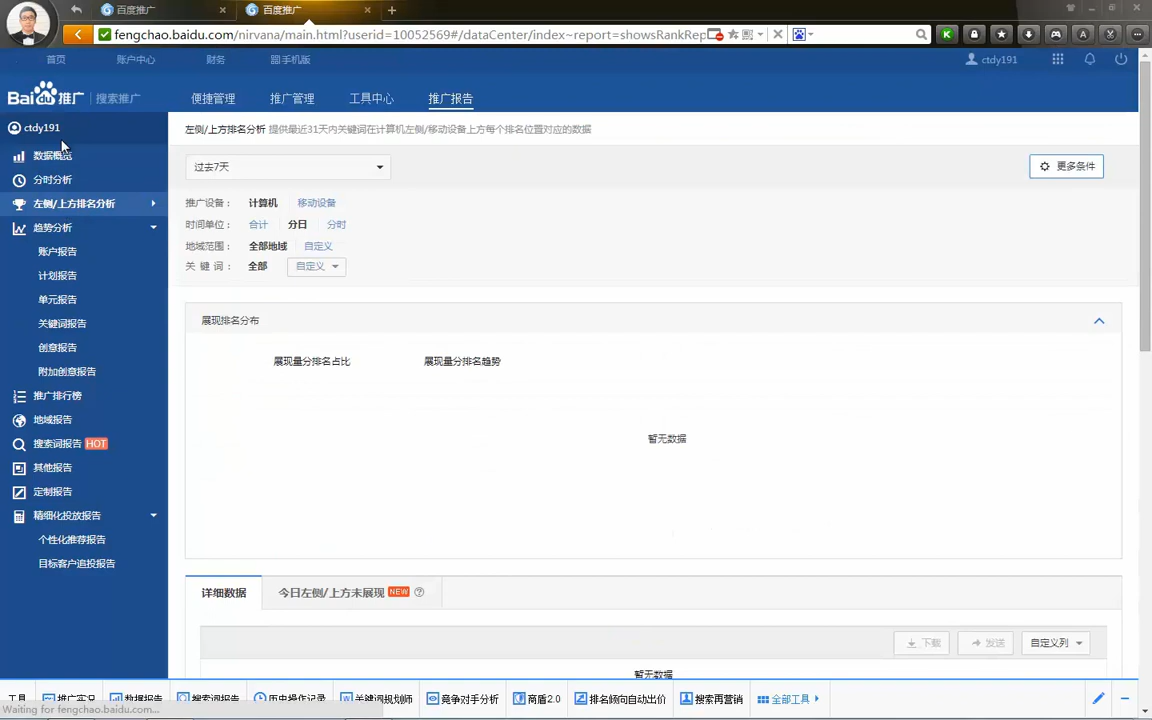 百度推广
百度推广
fengchao.baidu.com/nirvana/main.html?userid=10052569#/dataCenter/index~report=showsRankRep
首页 账户中心 财务 手机版 ctdy191
Bai du 推广 搜索推广 便捷管理 推广管理 工具中心 推广报告
ctdy191
数据概览
分时分析
左侧/上方排名分析
趋势分析
账户报告
计划报告
单元报告
关键词报告
创意报告
附加创意报告
推广排行榜
地域报告
搜索词报告 HOT
其他报告
定制报告
精细化投放报告
个性化推荐报告
目标客户追投报告
左侧/上方排名分析 提供最近31天内关键词在计算机左侧/移动设备上方每个排名位置对应的数据
过去7天 更多条件
推广设备： 计算机 移动设备
时间单位： 合计 分日 分时
地域范围： 全部地域 自定义
关 键 词： 全部 自定义
展现排名分布
展现量分排名占比 展现量分排名趋势
暂无数据
详细数据 今日左侧/上方未展现 NEW ?
下载 发送 自定义列
暂无数据
工具 推广实况 数据报告 搜索词报告 历史操作记录 关键词规划师 竞争对手分析 商盾2.0 排名倾向自动出价 搜索再营销 全部工具
Waiting for fengchao.baidu.com...